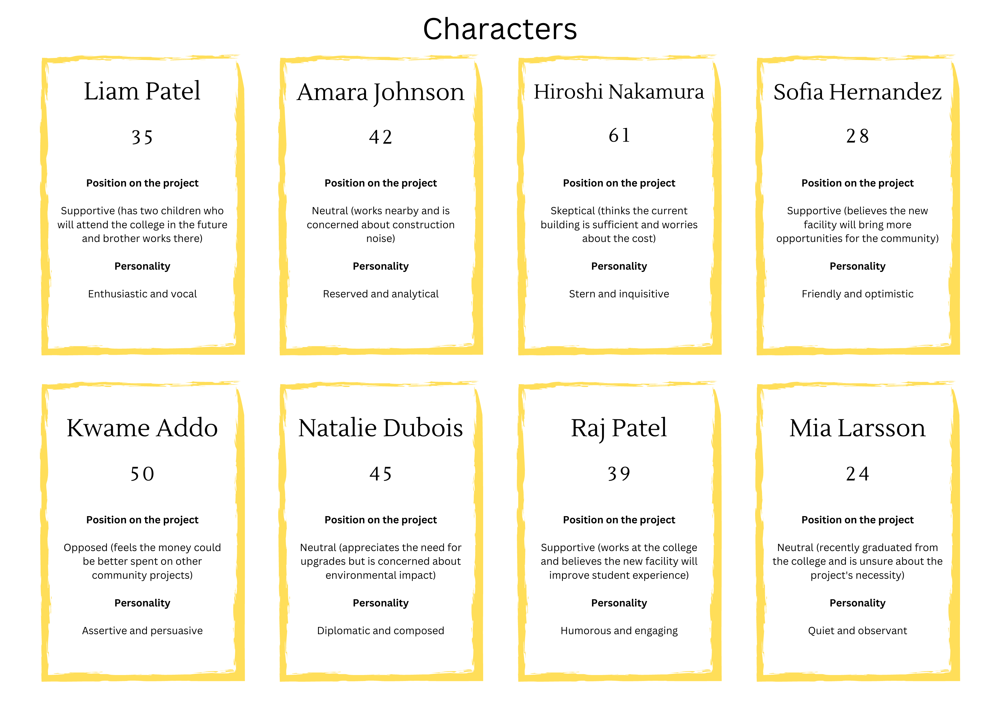 Characters
Liam Patel
35
Position on the project
Supportive (has two children who
will attend the college in the future
and brother works there)
Personality
Enthusiastic and vocal
Amara Johnson
42
Position on the project
Neutral (works nearby and is
concerned about construction
noise)
Personality
Reserved and analytical
Hiroshi Nakamura
61
Position on the project
Skeptical (thinks the current
building is sufficient and worries
about the cost)
Personality
Stern and inquisitive
Sofia Hernandez
28
Position on the project
Supportive (believes the new
facility will bring more
opportunities for the community)
Personality
Friendly and optimistic
Kwame Addo
50
Position on the project
Opposed (feels the money could
be better spent on other
community projects)
Personality
Assertive and persuasive
Natalie Dubois
45
Position on the project
Neutral (appreciates the need for
upgrades but is concerned about
environmental impact)
Personality
Diplomatic and composed
Raj Patel
39
Position on the project
Supportive (works at the college
and believes the new facility will
improve student experience)
Personality
Humorous and engaging
Mia Larsson
24
Position on the project
Neutral (recently graduated from
the college and is unsure about the
project's necessity)
Personality
Quiet and observant